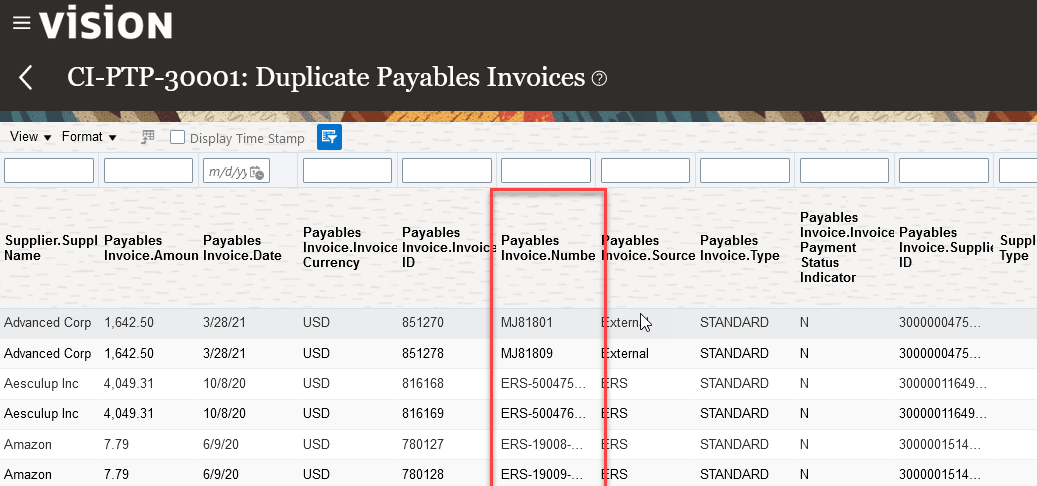 VISION
CI-PTP-30001: Duplicate Payables Invoices ?
View Format Display Time Stamp
m/d/yy
Supplier.Suppl Name
Payables Invoice.Amoun
Payables Invoice.Date
Payables Invoice.Invoice Currency
Payables Invoice.Invoice ID
Payables Invoice.Numbe
Payables Invoice.Source
Payables Invoice.Type
Payables Invoice.Invoice Payment Status Indicator
Payables Invoice.Supplie ID
Suppl Type
Advanced Corp 1,642.50 3/28/21 USD 851270 MJ81801 External STANDARD N 3000000475...
Advanced Corp 1,642.50 3/28/21 USD 851278 MJ81809 External STANDARD N 3000000475...
Aesculup Inc 4,049.31 10/8/20 USD 816168 ERS-500475... ERS STANDARD N 30000011649...
Aesculup Inc 4,049.31 10/8/20 USD 816169 ERS-500476... ERS STANDARD N 30000011649...
Amazon 7.79 6/9/20 USD 780127 ERS-19008-... ERS STANDARD N 3000001514...
Amazon 7.79 6/9/20 USD 780128 ERS-19009-... ERS STANDARD N 3000001514...